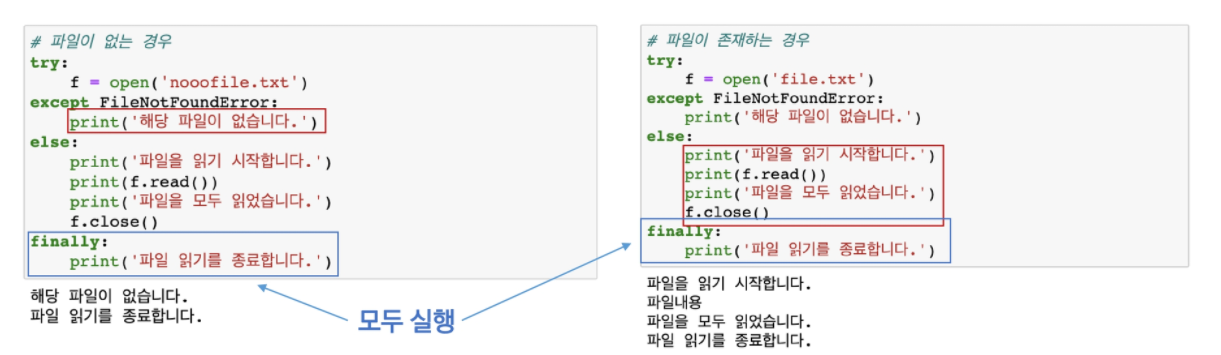 # 파일이 없는 경우
try:
    f = open('nooofile.txt')
except FileNotFoundError:
    print('해당 파일이 없습니다.')
else:
    print('파일을 읽기 시작합니다.')
    print(f.read())
    print('파일을 모두 읽었습니다.')
    f.close()
finally:
    print('파일 읽기를 종료합니다.')
해당 파일이 없습니다.
파일 읽기를 종료합니다.
모두 실행
# 파일이 존재하는 경우
try:
    f = open('file.txt')
except FileNotFoundError:
    print('해당 파일이 없습니다.')
else:
    print('파일을 읽기 시작합니다.')
    print(f.read())
    print('파일을 모두 읽었습니다.')
    f.close()
finally:
    print('파일 읽기를 종료합니다.')
파일을 읽기 시작합니다.
파일내용
파일을 모두 읽었습니다.
파일 읽기를 종료합니다.